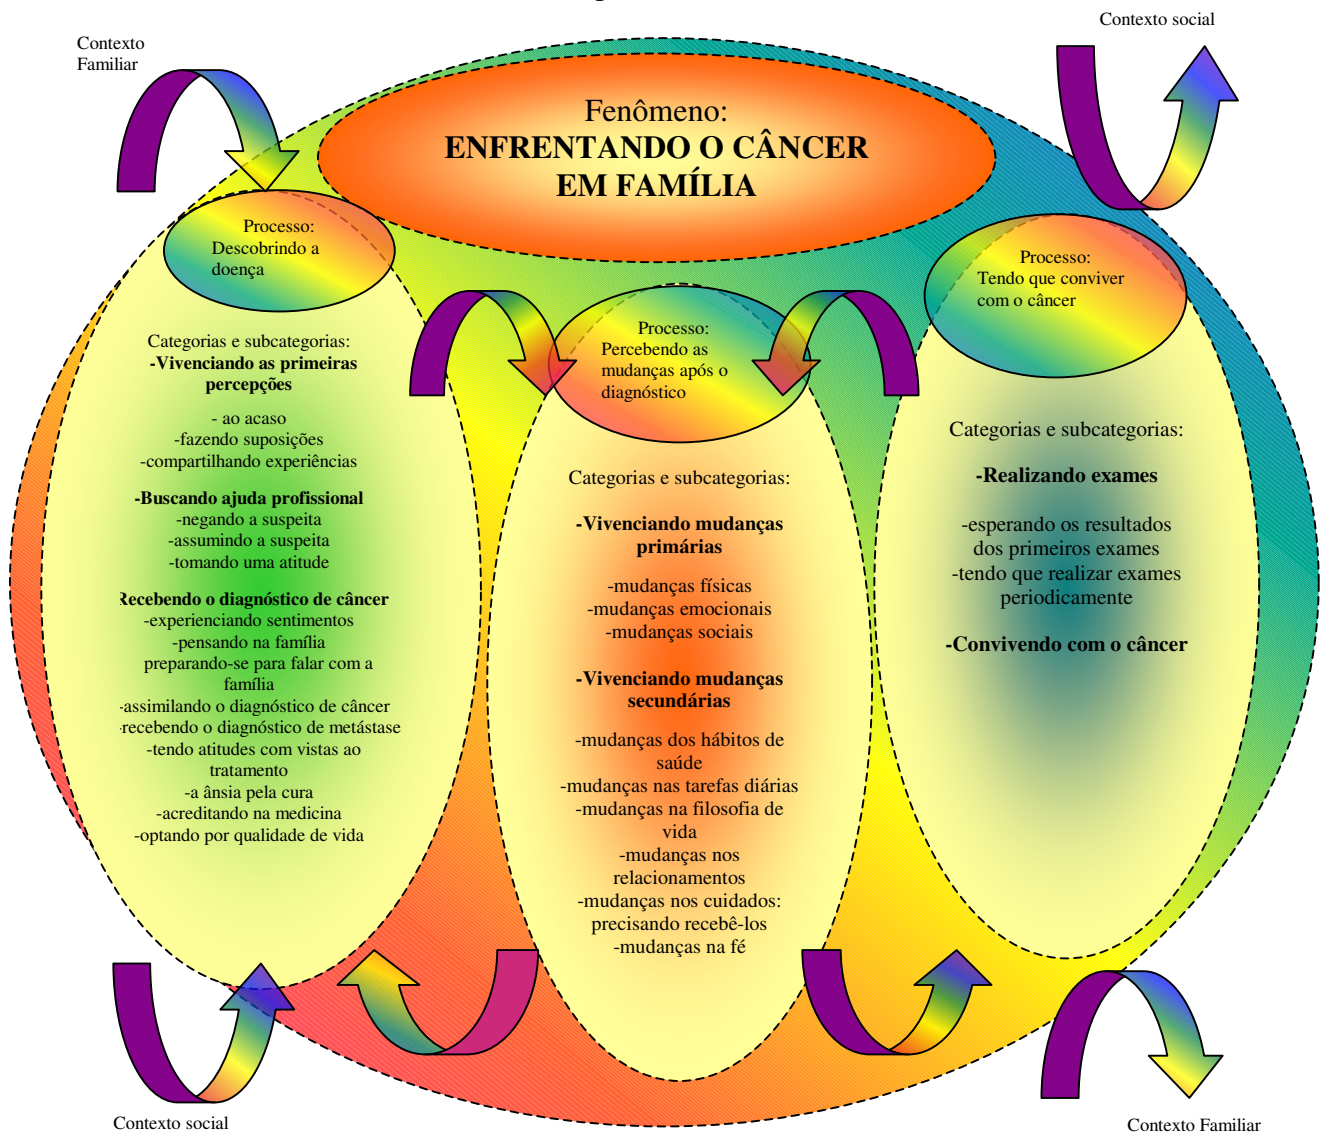 Contexto
Familiar
Contexto social
Fenômeno:
ENFRENTANDO O CÂNCER
EM FAMÍLIA
Processo:
Descobrindo a
doença
Categorias e subcategorias:
-Vivenciando as primeiras
percepções
- ao acaso
-fazendo suposições
-compartilhando experiências
-Buscando ajuda profissional
-negando a suspeita
-assumindo a suspeita
-tomando uma atitude
Recebendo o diagnóstico de câncer
-experienciando sentimentos
-pensando na família
preparando-se para falar com a
família
-assimilando o diagnóstico de câncer
-recebendo o diagnóstico de metástase
-tendo atitudes com vistas ao
tratamento
-a ânsia pela cura
-acreditando na medicina
-optando por qualidade de vida
Processo:
Percebendo as
mudanças após o
diagnóstico
Categorias e subcategorias:
-Vivenciando mudanças
primárias
-mudanças físicas
-mudanças emocionais
-mudanças sociais
-Vivenciando mudanças
secundárias
-mudanças dos hábitos de
saúde
-mudanças nas tarefas diárias
-mudanças na filosofia de
vida
-mudanças nos
relacionamentos
-mudanças nos cuidados:
precisando recebê-los
-mudanças na fé
Processo:
Tendo que conviver
com o câncer
Categorias e subcategorias:
-Realizando exames
-esperando os resultados
dos primeiros exames
-tendo que realizar exames
periodicamente
-Convivendo com o câncer
Contexto social
Contexto Familiar